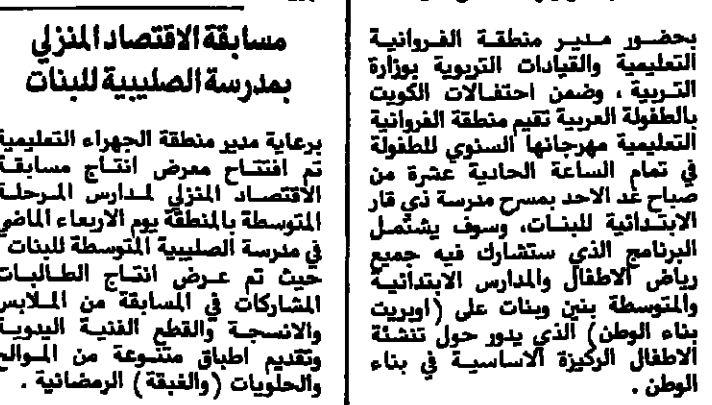 بحضور مدير منطقة الفروانية
التعليمية والقيادات التربوية بوزارة
التربية ، وضمن احتفالات الكويت
بالطفولة العربية تقيم منطقة الفروانية
التعليمية مهرجانها السنوي للطفولة
في تمام الساعة الحادية عشرة من
صباح غد الاحد بمسرح مدرسة ذي قار
الابتدائية للبنات، وسوف يشتمل
البرنامج الذي ستشارك فيه جميع
رياض الاطفال والمدارس الابتدائية
والمتوسطة بنين وبنات على (اوبريت
بناء الوطن) الذي يدور حول تنشئة
الاطفال الركيزة الاساسية في بناء
الوطن .
مسابقة الاقتصاد المنزلي
بمدرسة الصليبية للبنات
برعاية مدير منطقة الجهراء التعليمية
تم افتتاح معرض انتاج مسابقة
الاقتصاد المنزلي لمدارس المرحلة
المتوسطة بالمنطقة يوم الاربعاء الماضي
في مدرسة الصليبية المتوسطة للبنات
حيث تم عرض انتاج الطالبات
المشاركات في المسابقة من الملابس
والانسجة والقطع الفنية اليدوية
وتقديم اطباق متنوعة من الموالح
والحلويات (والغبقة) الرمضانية .